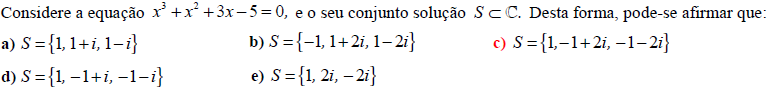 Considere a equação x³ + x² + 3x − 5 = 0, e o seu conjunto solução S ⊂ ℂ. Desta forma, pode-se afirmar que:
a) S = {1, 1+i, 1−i} b) S = {−1, 1+2i, 1−2i} c) S = {1,−1+2i, −1−2i}
d) S = {1, −1+i, −1−i} e) S = {1, 2i, −2i}